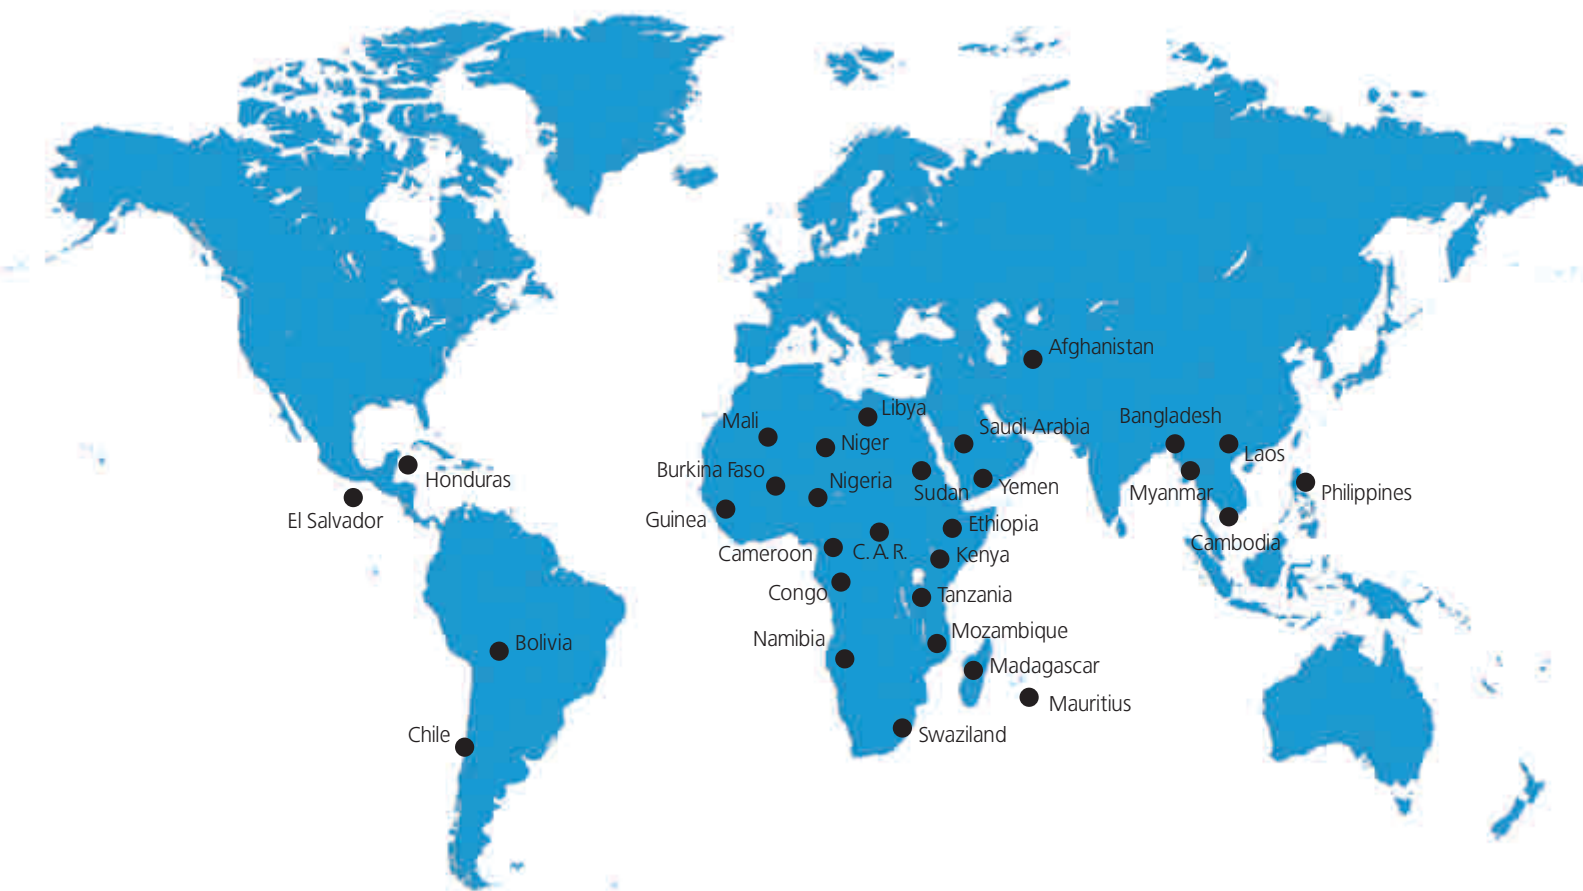 Afghanistan
Libya
Mali
Bangladesh
Saudi Arabia
Niger
Laos
Burkina Faso
Honduras
Nigeria
Yemen
Sudan
Myanmar
Philippines
El Salvador
Guinea
Ethiopia
Cambodia
Cameroon
C. A. R.
Kenya
Congo
Tanzania
Mozambique
Namibia
Bolivia
Madagascar
Mauritius
Chile
Swaziland